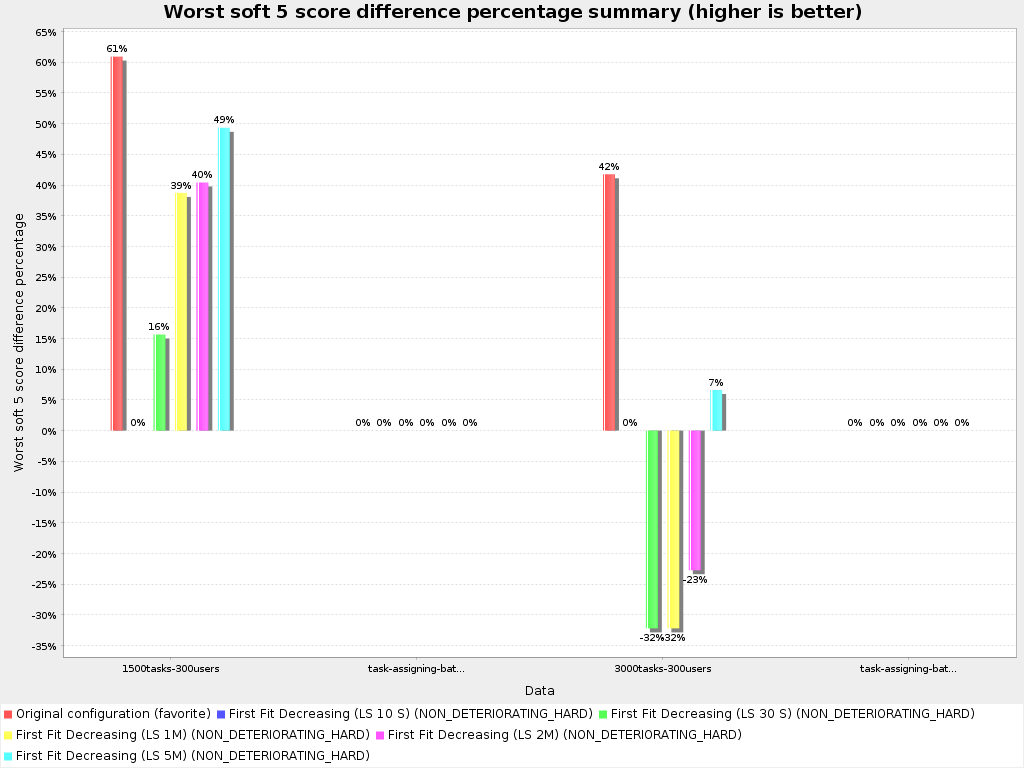 Worst soft 5 score difference percentage summary (higher is better)
65%
60%
55%
50%
45%
40%
35%
30%
25%
20%
15%
10%
5%
0%
-5%
-10%
-15%
-20%
-25%
-30%
-35%
Worst soft 5 score difference percentage
61%
0%
16%
39%
40%
49%
0% 0% 0% 0% 0% 0%
42%
0%
-32%
-32%
-23%
7%
0% 0% 0% 0% 0% 0%
1500tasks-300users
task-assigning-bat...
3000tasks-300users
task-assigning-bat...
Data
Original configuration (favorite) First Fit Decreasing (LS 10 S) (NON_DETERIORATING_HARD) First Fit Decreasing (LS 30 S) (NON_DETERIORATING_HARD)
First Fit Decreasing (LS 1M) (NON_DETERIORATING_HARD) First Fit Decreasing (LS 2M) (NON_DETERIORATING_HARD)
First Fit Decreasing (LS 5M) (NON_DETERIORATING_HARD)